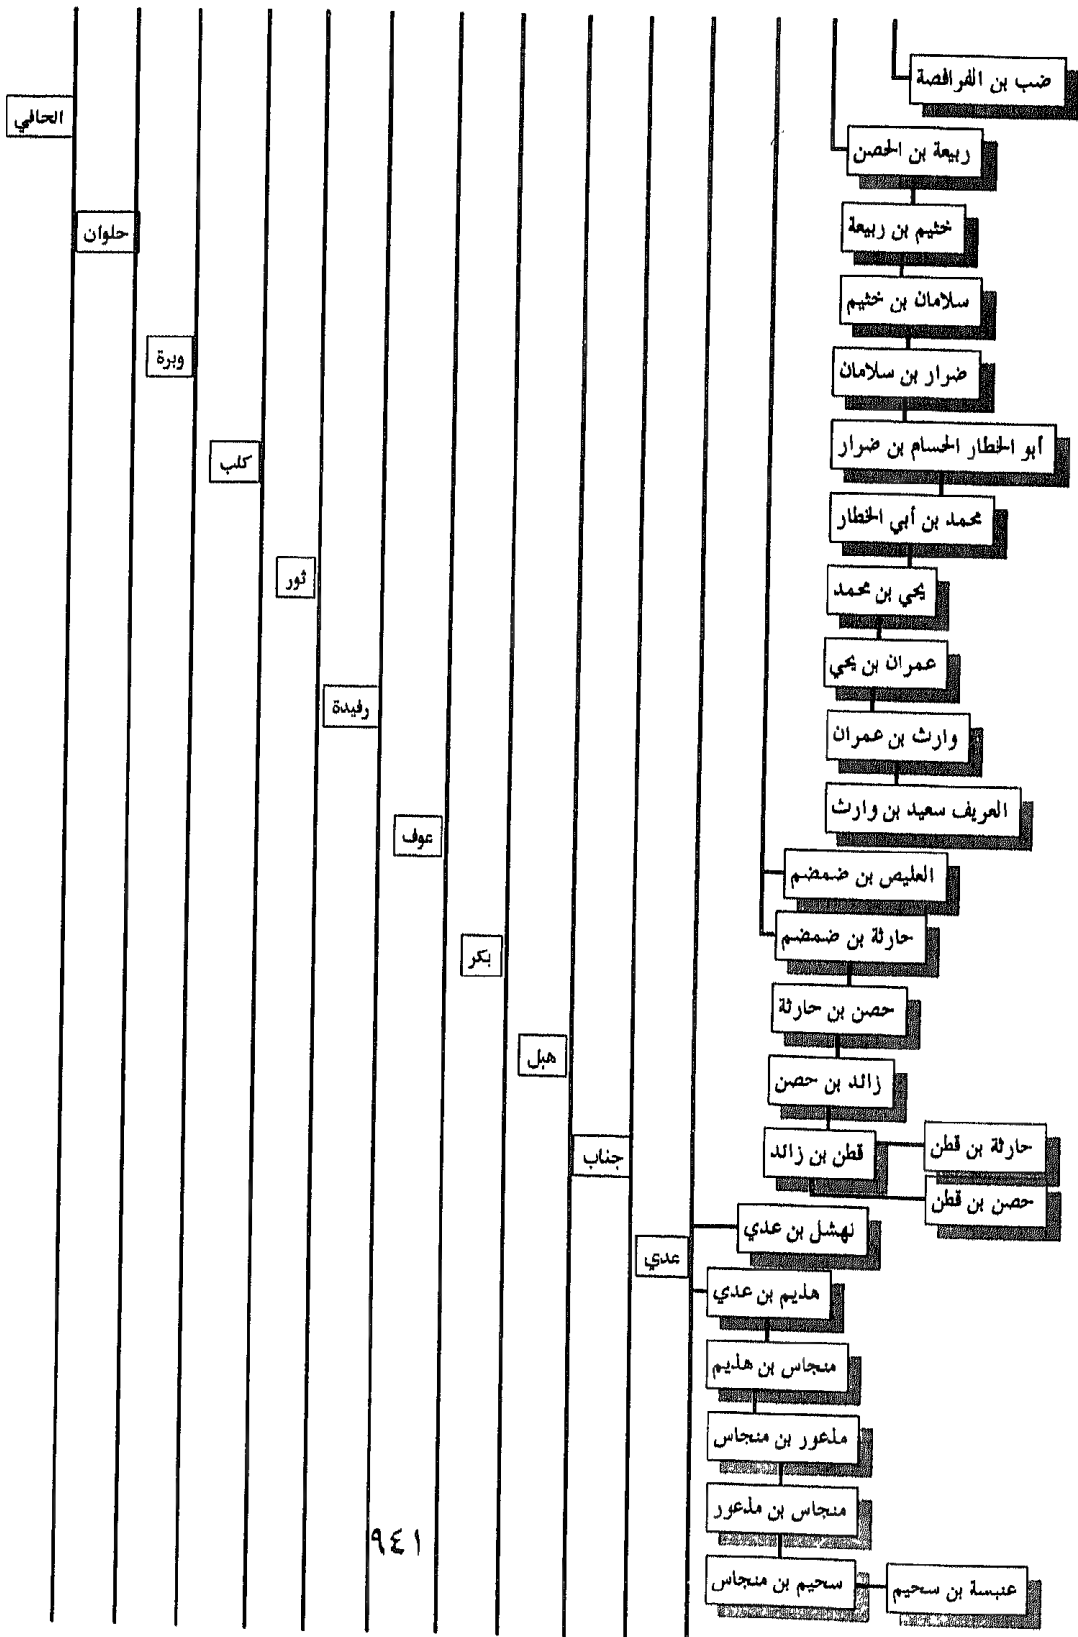 ضب بن الفرافصة
الحافي
ربيعة بن الحصن
خثيم بن ربيعة
حلوان
سلامان بن خثيم
وبرة
ضرار بن سلامان
أبو الخطار الحسام بن ضرار
كلب
محمد بن أبي الخطار
يحي بن محمد
ثور
عمران بن يحي
رفيدة
وارث بن عمران
العريف سعيد بن وارث
عوف
العليص بن ضمضم
حارثة بن ضمضم
بكر
حصن بن حارثة
هبل
زائد بن حصن
حارثة بن قطن
قطن بن زائد
جناب
حصن بن قطن
نهشل بن عدي
عدي
هذيم بن عدي
منجاس بن هذيم
مذعور بن منجاس
منجاس بن مذعور
٩٤١
سحيم بن منجاس
عنبسة بن سحيم